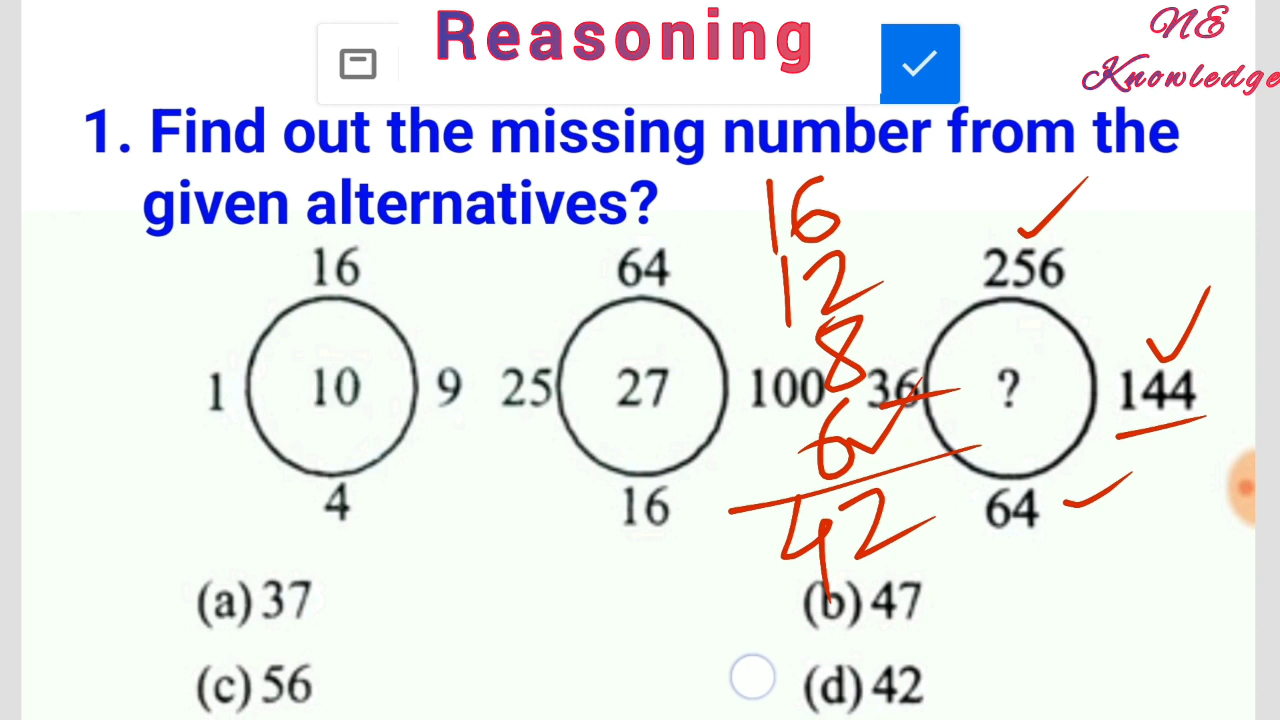 Reasoning
NE
Knowledge
1. Find out the missing number from the
given alternatives?
16
12
8
6
42
16 64 256
1 10 9 25 27 100 36 ? 144
4 16 64
(a) 37 (b) 47
(c) 56 (d) 42